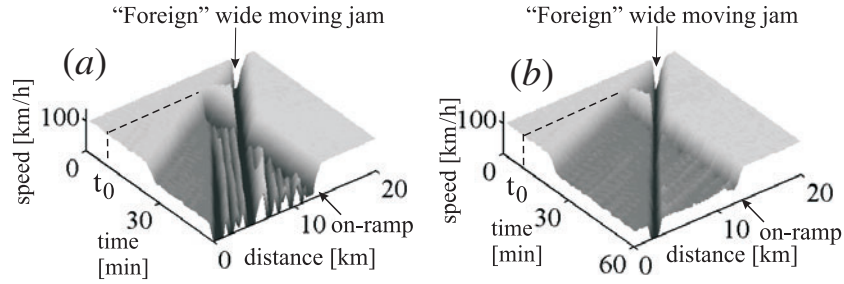 “Foreign” wide moving jam
(a)
speed [km/h]
100
0
t0
30
time
[min]
0
distance [km]
10
on-ramp
20
“Foreign” wide moving jam
(b)
speed [km/h]
100
0
t0
30
time
[min]
60
0
distance [km]
10
on-ramp
20